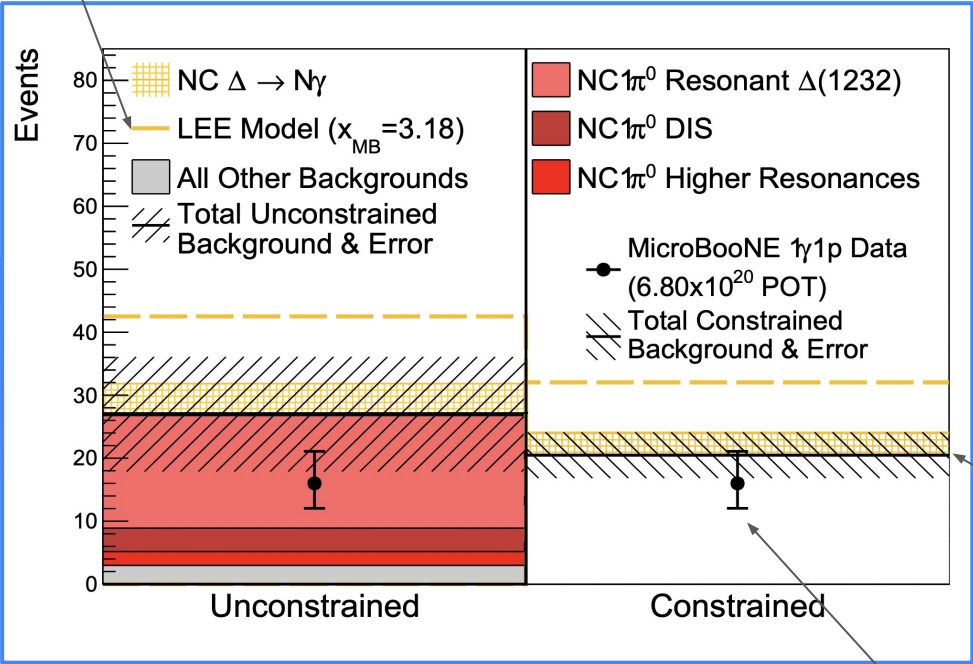 Events
80
70
60
50
40
30
20
10
0
NC Δ → Nγ
LEE Model (x_MB=3.18)
All Other Backgrounds
Total Unconstrained
Background & Error
NC1π⁰ Resonant Δ(1232)
NC1π⁰ DIS
NC1π⁰ Higher Resonances
MicroBooNE 1γ1p Data
(6.80x10²⁰ POT)
Total Constrained
Background & Error
Unconstrained
Constrained